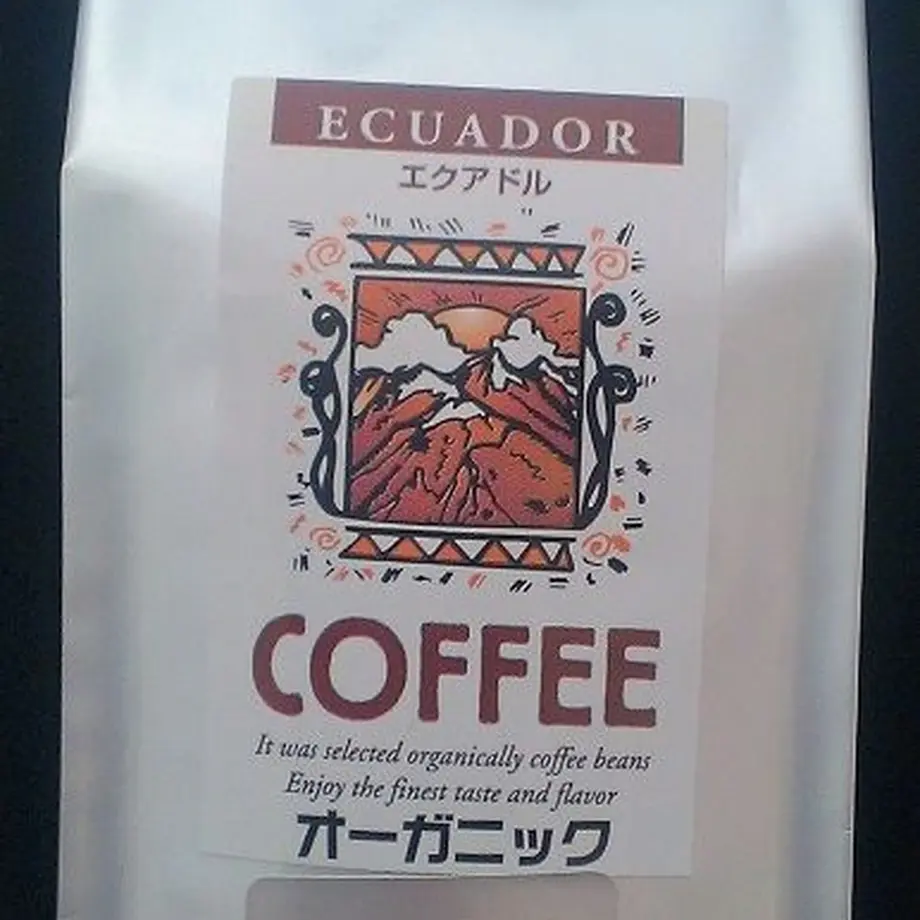 ECUADOR
エクアドル
COFFEE
It was selected organically coffee beans
Enjoy the finest taste and flavor
オーガニック